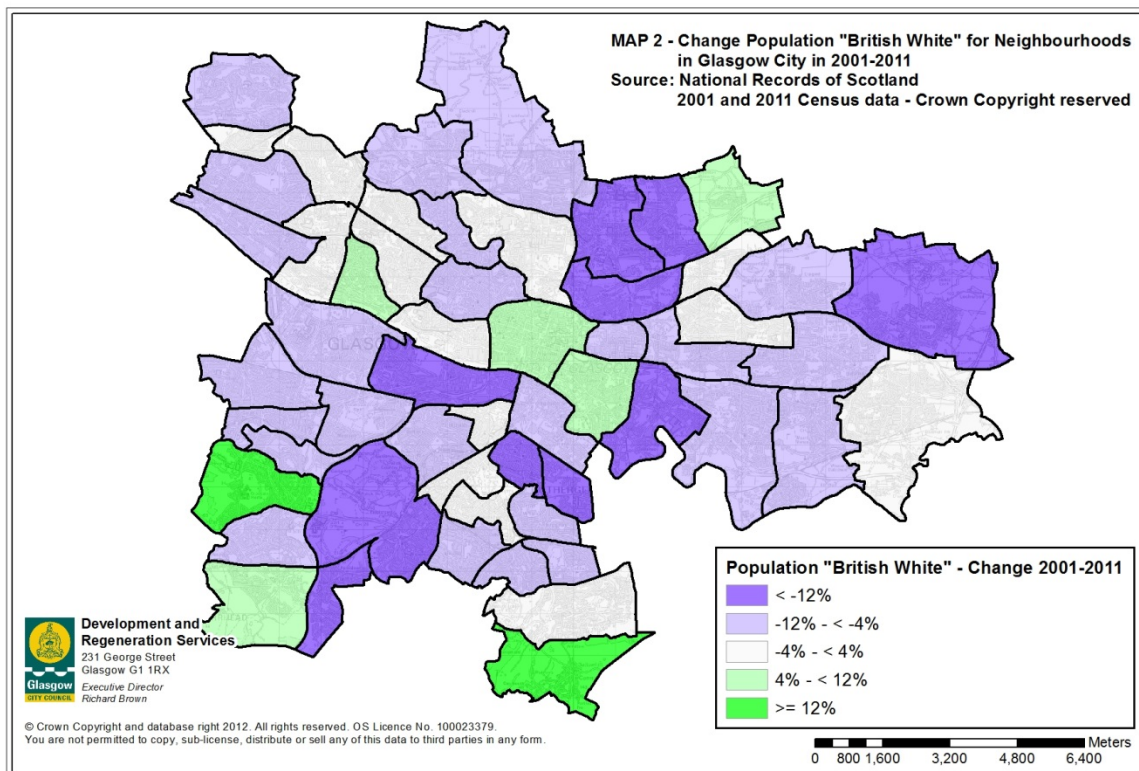 MAP 2 - Change Population "British White" for Neighbourhoods
in Glasgow City in 2001-2011
Source: National Records of Scotland
2001 and 2011 Census data - Crown Copyright reserved
Population "British White" - Change 2001-2011
< -12%
-12% - < -4%
-4% - < 4%
4% - < 12%
>= 12%
Development and
Regeneration Services
231 George Street
Glasgow G1 1RX
Executive Director
Richard Brown
Glasgow
CITY COUNCIL
© Crown Copyright and database right 2012. All rights reserved. OS Licence No. 100023379.
You are not permitted to copy, sub-license, distribute or sell any of this data to third parties in any form.
Meters
0 800 1,600 3,200 4,800 6,400